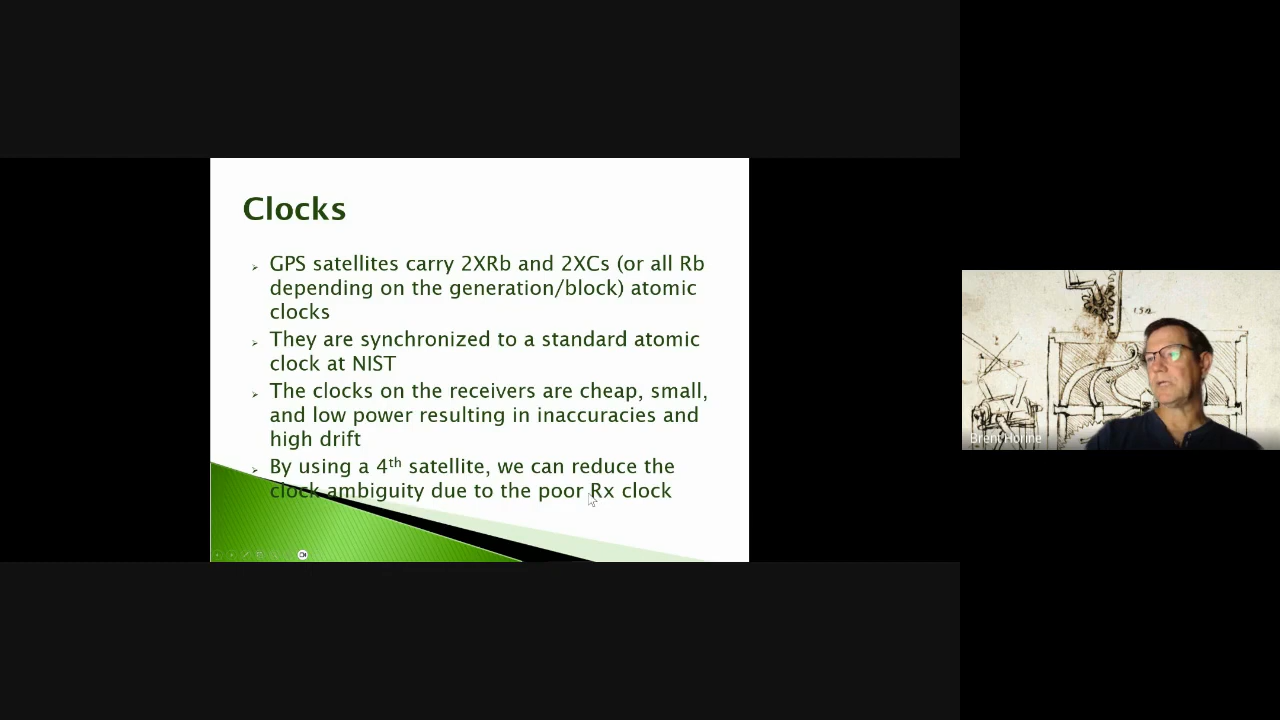 Clocks
GPS satellites carry 2XRb and 2XCs (or all Rb
depending on the generation/block) atomic
clocks
They are synchronized to a standard atomic
clock at NIST
The clocks on the receivers are cheap, small,
and low power resulting in inaccuracies and
high drift
By using a 4th satellite, we can reduce the
clock ambiguity due to the poor Rx clock
Brent Horine